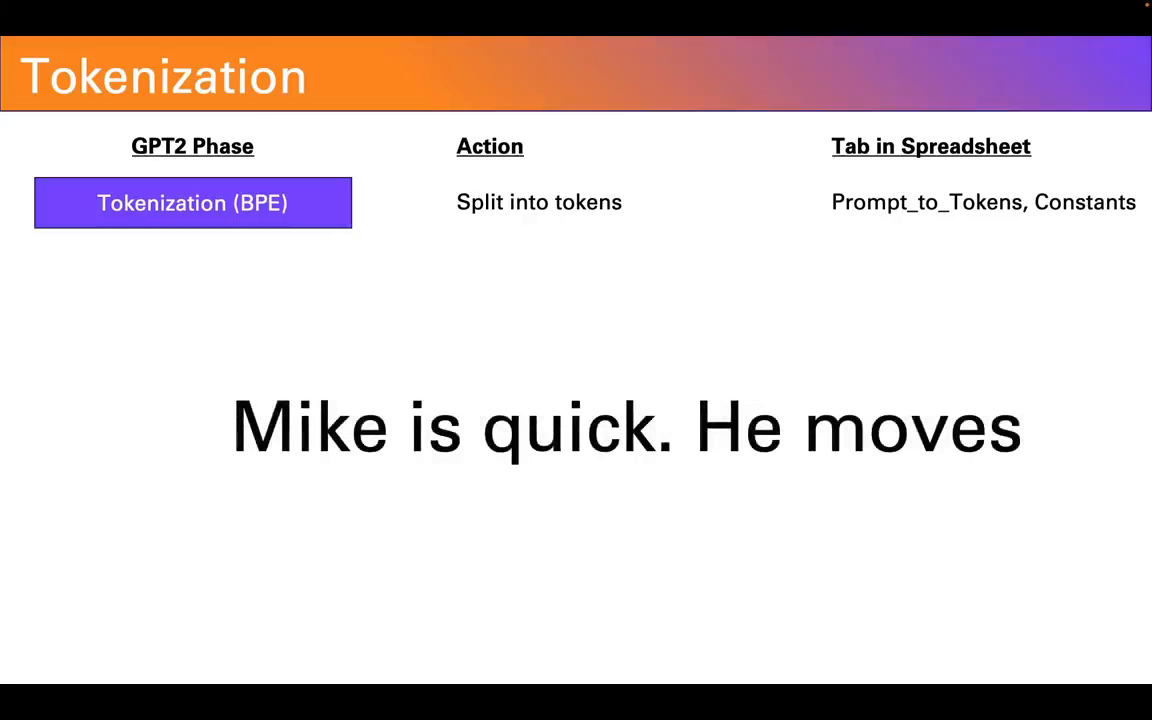 Tokenization
GPT2 Phase Action Tab in Spreadsheet
Tokenization (BPE) Split into tokens Prompt_to_Tokens, Constants
Mike is quick. He moves